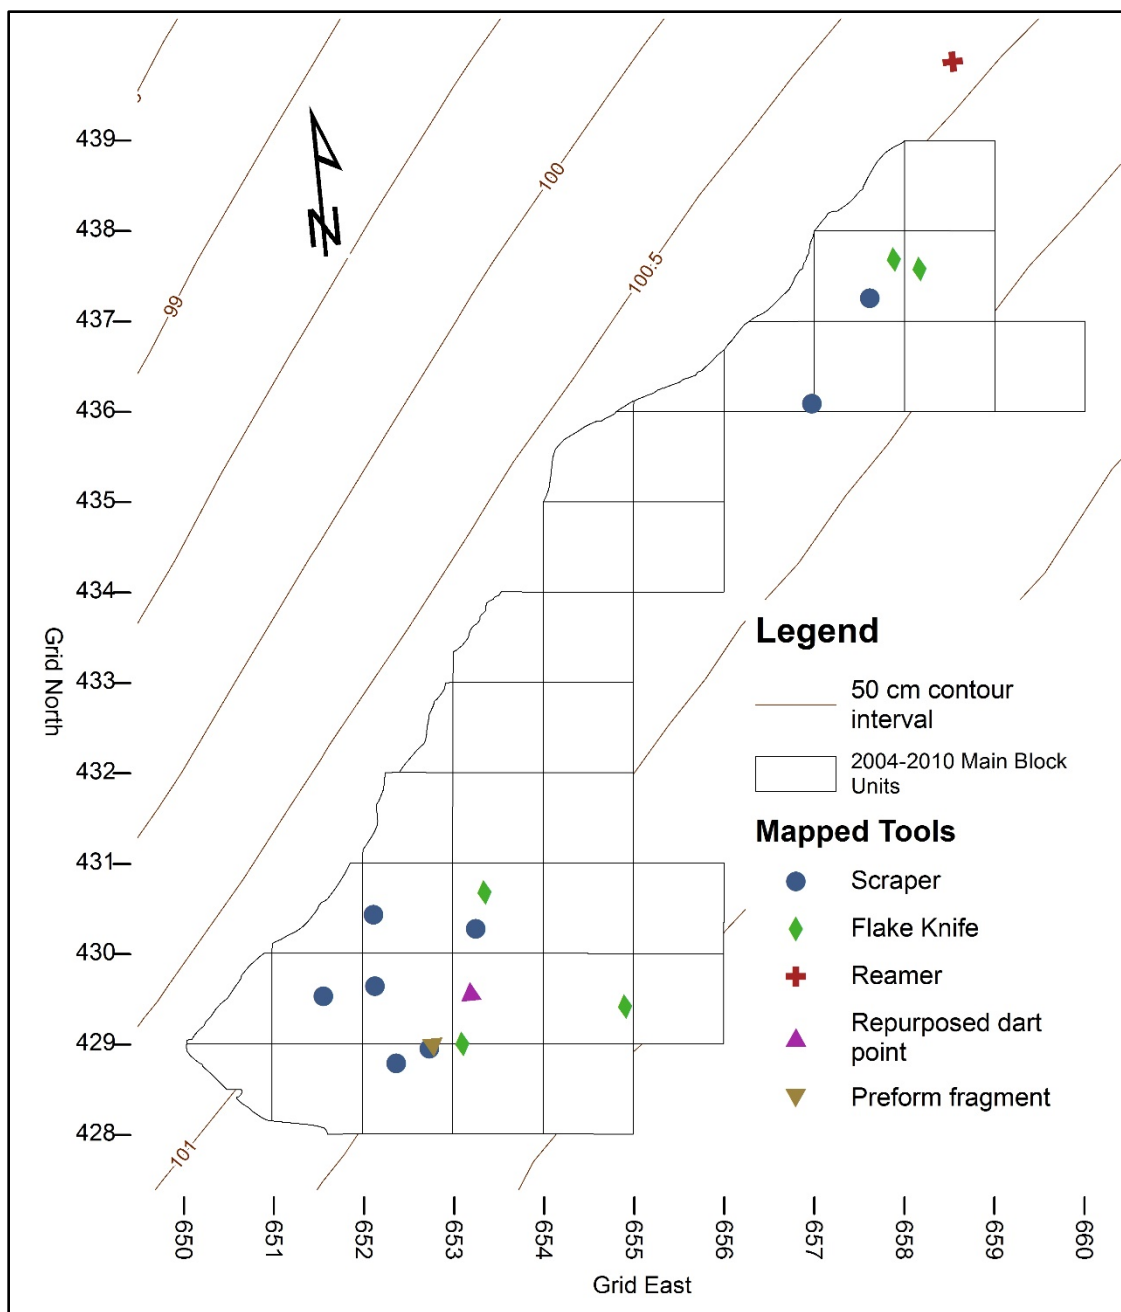 439
438
437
436
435
434
433
432
431
430
429
428
Grid North
N
99
100
100.5
101
Legend
50 cm contour
interval
2004-2010 Main Block
Units
Mapped Tools
Scraper
Flake Knife
Reamer
Repurposed dart
point
Preform fragment
650
651
652
653
654
655
656
657
658
659
660
Grid East